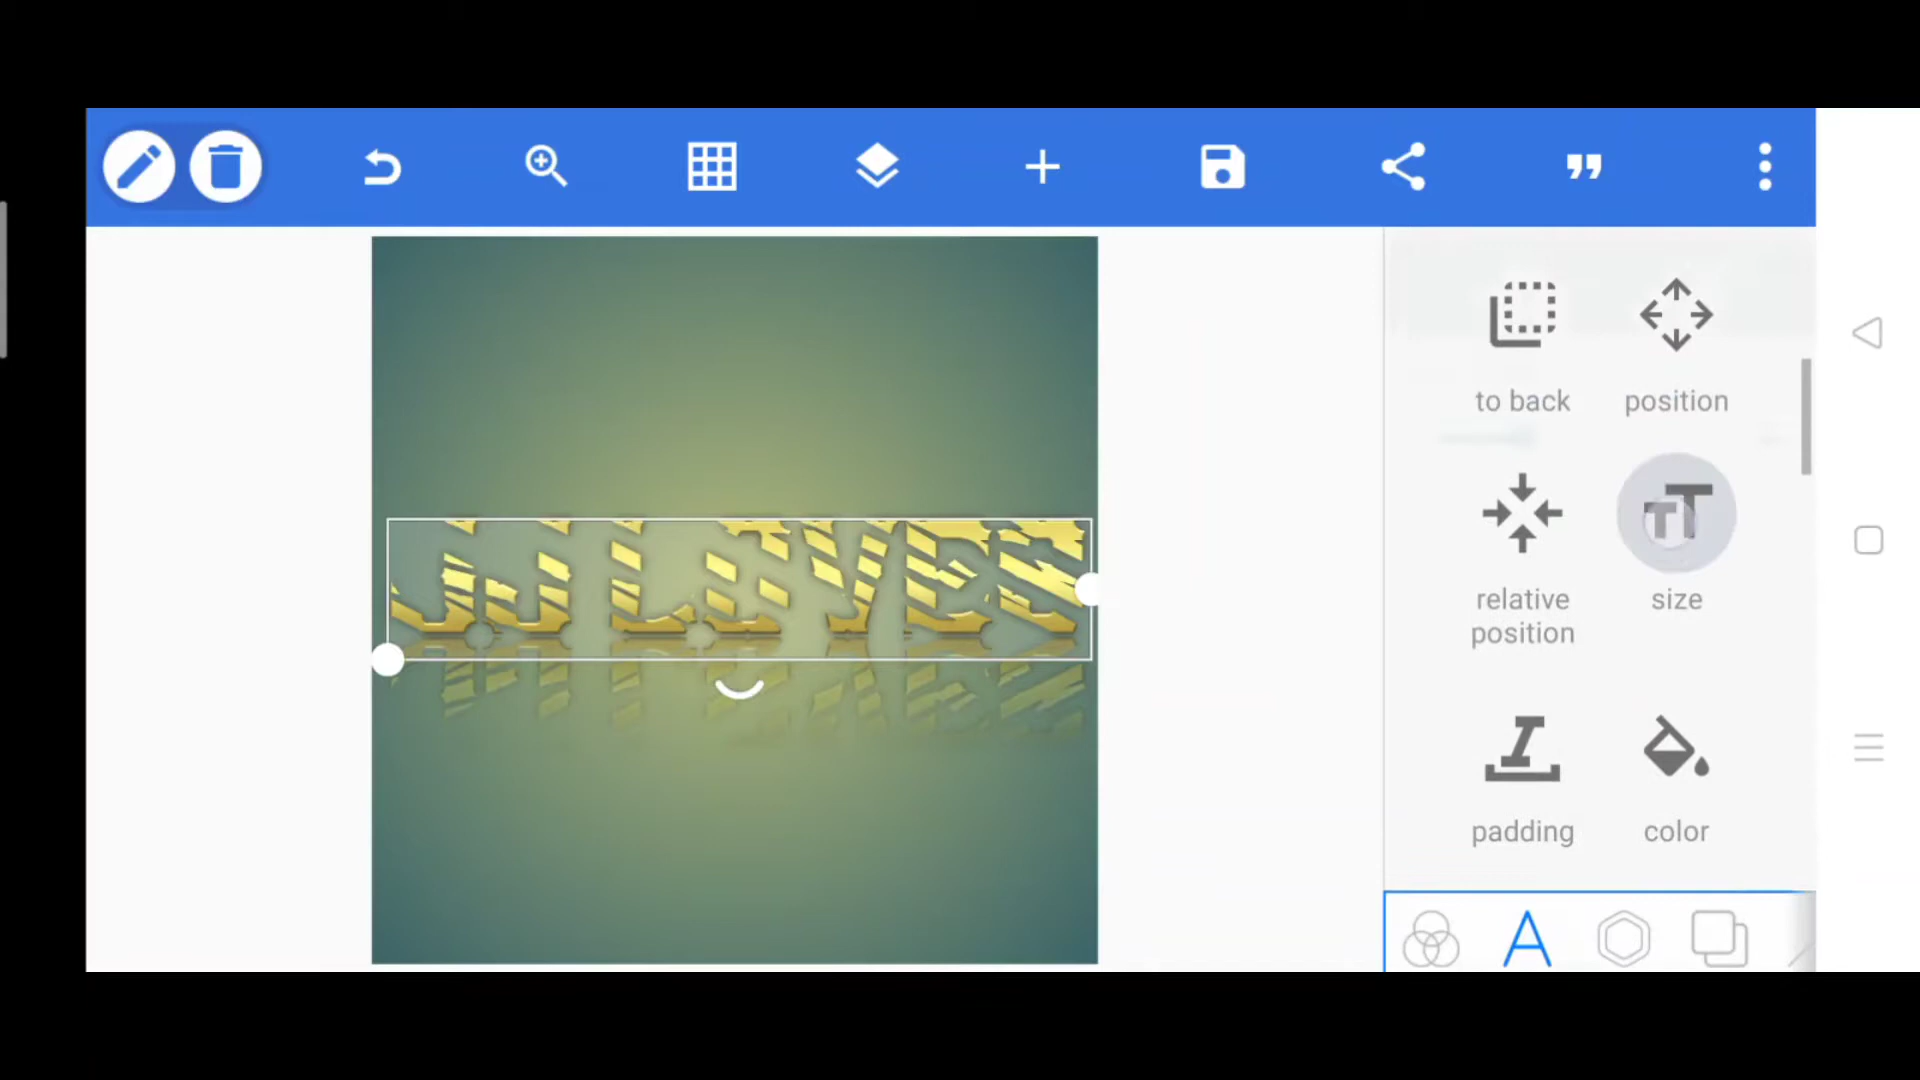 to back
position
relative
position
size
padding
color